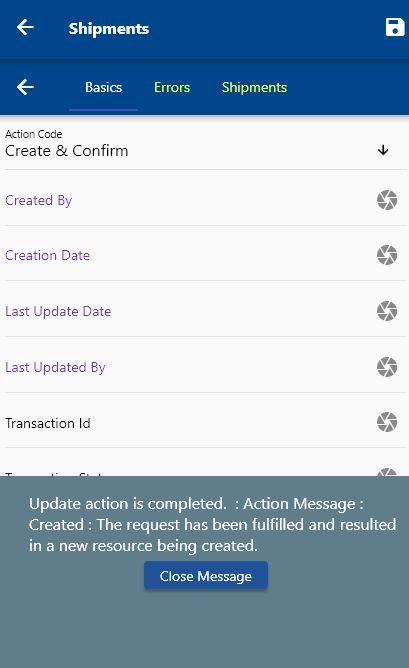 Shipments
Basics Errors Shipments
Action Code
Create & Confirm
Created By
Creation Date
Last Update Date
Last Updated By
Transaction Id
Update action is completed.  : Action Message :
Created : The request has been fulfilled and resulted
in a new resource being created.
Close Message